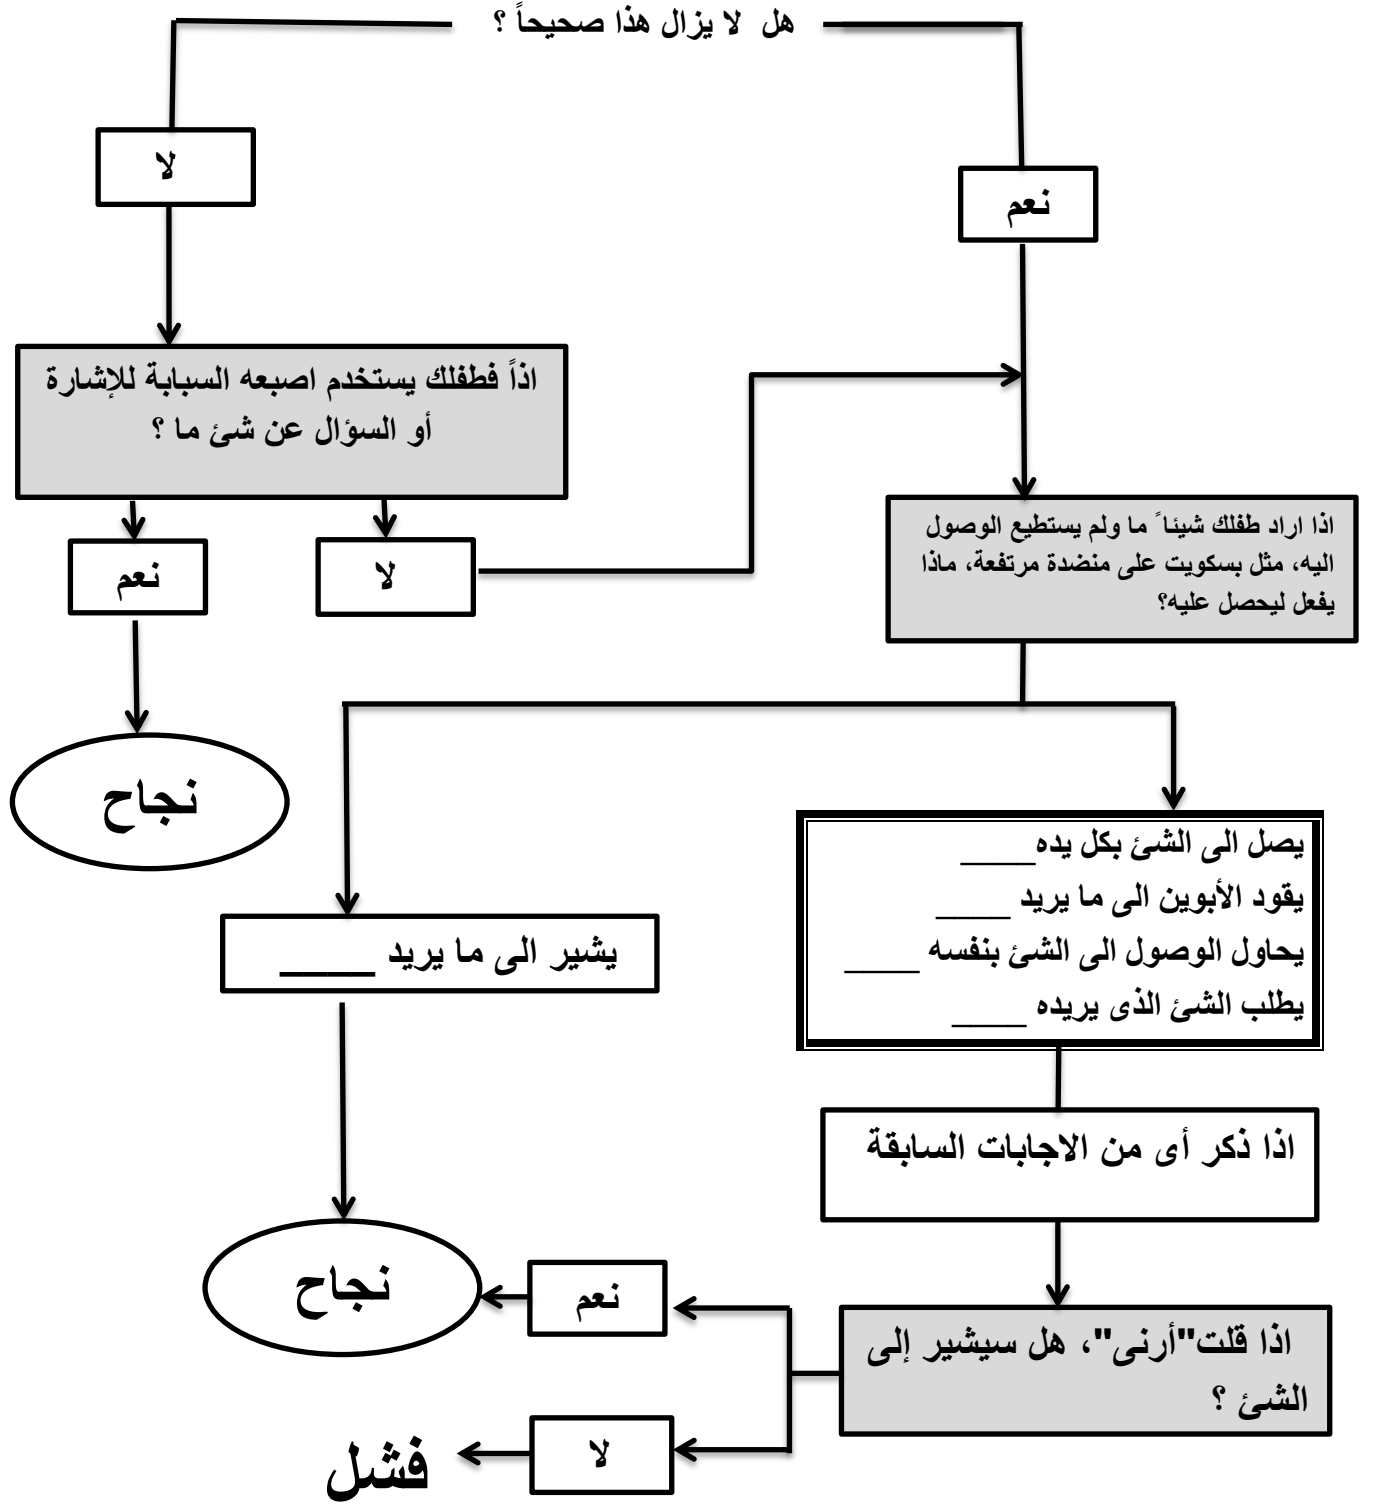 هل لا يزال هذا صحيحاً ؟
لا
نعم
اذاً فطفلك يستخدم اصبعه السبابة للإشارة
أو السؤال عن شئ ما ؟
نعم
لا
اذا اراد طفلك شيئا ً ما ولم يستطيع الوصول
اليه، مثل بسكويت على منضدة مرتفعة، ماذا
يفعل ليحصل عليه؟
نجاح
يصل الى الشئ بكل يده____
يقود الأبوين الى ما يريد ____
يحاول الوصول الى الشئ بنفسه ____
يطلب الشئ الذى يريده ____
يشير الى ما يريد ____
اذا ذكر أى من الاجابات السابقة
نجاح
نعم
اذا قلت"أرنى"، هل سيشير إلى
الشئ ؟
لا
فشل